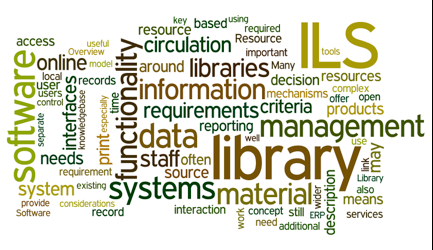 key
based
using
access
useful
resource
required
Overview
Resource
ILS
tools
online
model
circulation
important
local
user
records
around
libraries
Many
resources
software
users
information
decision
mechanisms
complex
control
interfaces
knowledgebase
time
especially
functionality
offer
open
separate
requirements
criteria
products
print
data
reporting
management
needs
staff
often
well
use
requirement
source
library
link
may
system
existing
systems
material
wider
description
Library
also
provide
considerations
means
Software
record
interaction
work
concept
still
ERP
services
need
additional